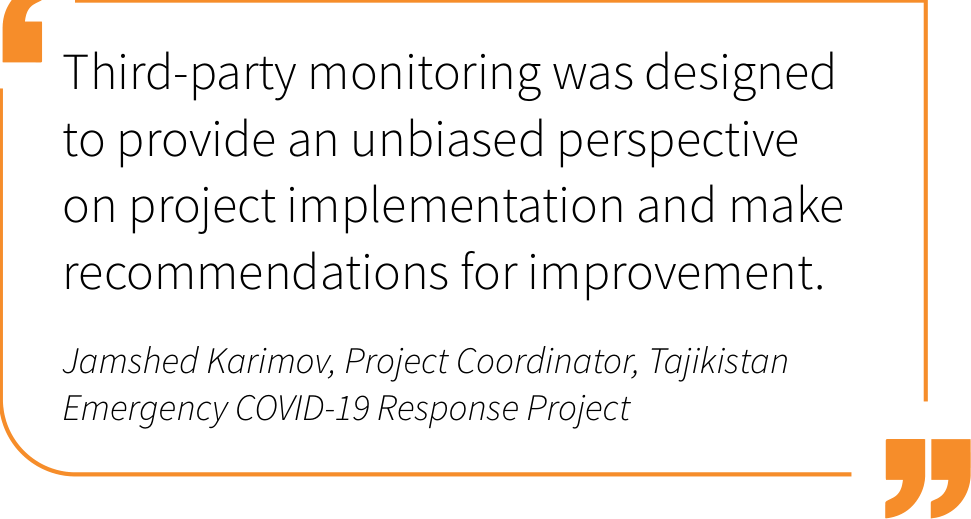 Third-party monitoring was designed
to provide an unbiased perspective
on project implementation and make
recommendations for improvement.
Jamshed Karimov, Project Coordinator, Tajikistan
Emergency COVID-19 Response Project